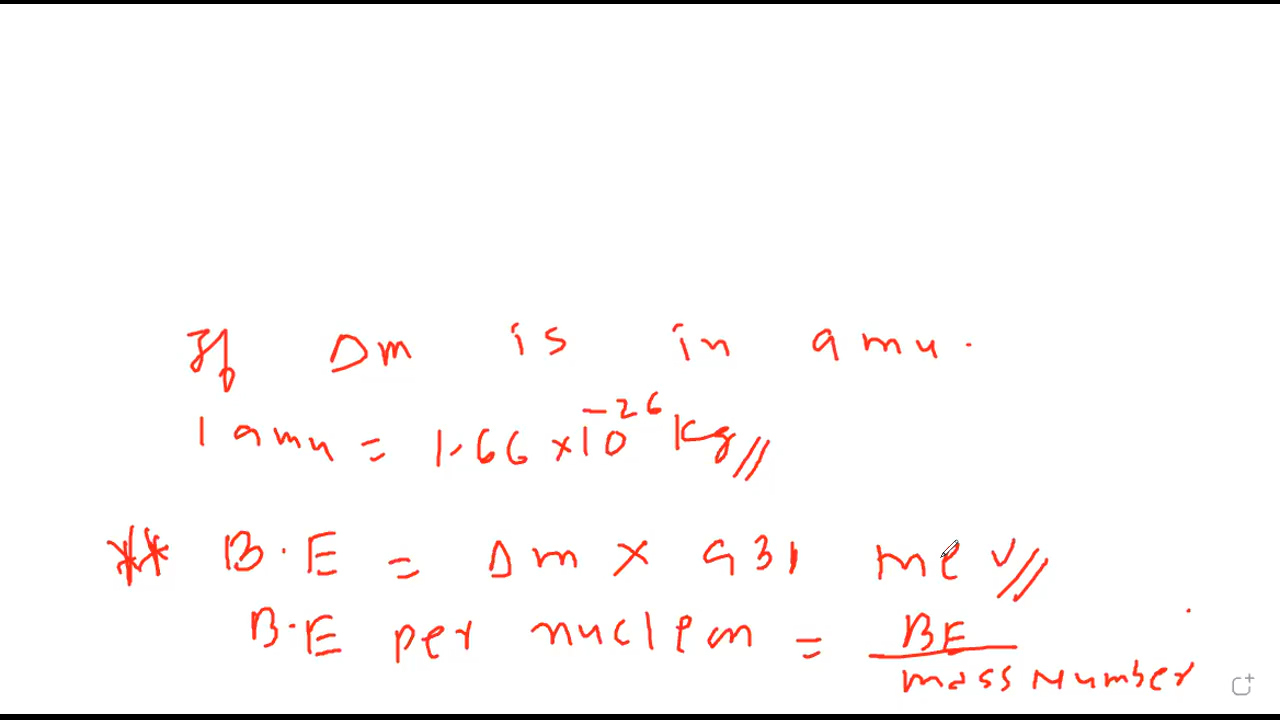 If Δm is in amu.
1 amu = 1.66 × 10⁻²⁶ Kg //
** B.E = Δm × 931 meV //
B.E per nucleon = BE / mass Number